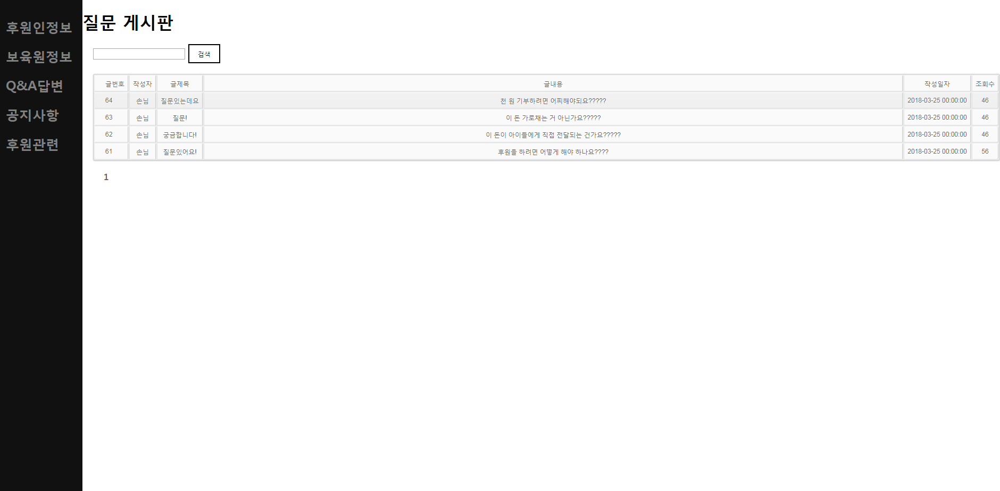 후원인정보
보육원정보
Q&A답변
공지사항
후원관련
질문 게시판
검색
글번호 작성자 글제목 글내용 작성일자 조회수
64 손님 질문있는데요 천 원 기부하려면 어찌해야되요????? 2018-03-25 00:00:00 46
63 손님 질문! 이 돈 가로채는 거 아닌가요????? 2018-03-25 00:00:00 46
62 손님 궁금합니다! 이 돈이 아이들에게 직접 전달되는 건가요????? 2018-03-25 00:00:00 46
61 손님 질문있어요! 후원을 하려면 어떻게 해야 하나요???? 2018-03-25 00:00:00 56
1